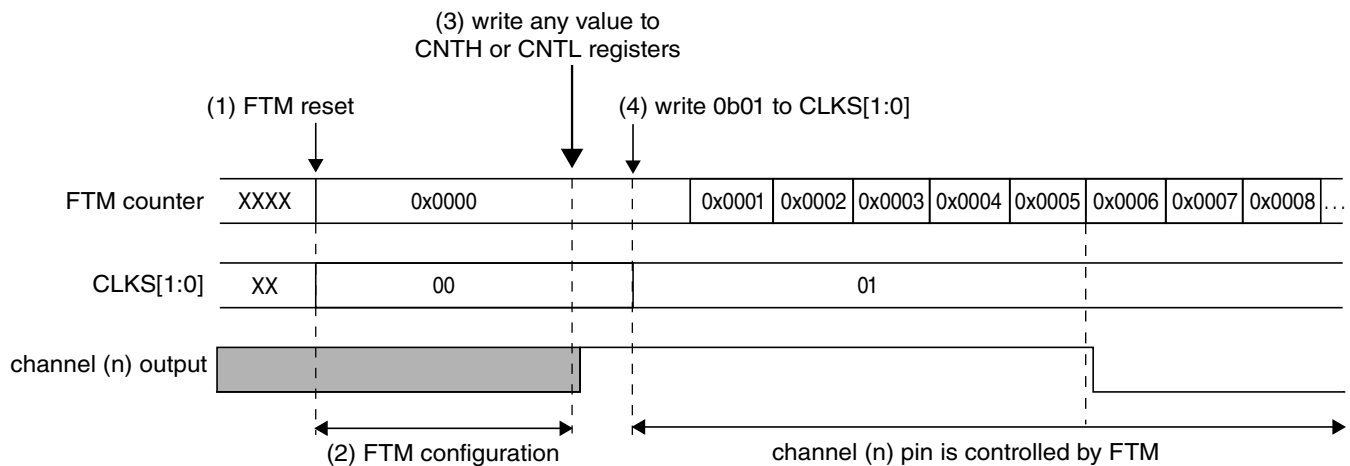 (3) write any value to
CNTH or CNTL registers
(1) FTM reset
(4) write 0b01 to CLKS[1:0]
FTM counter XXXX 0x0000 0x0001 0x0002 0x0003 0x0004 0x0005 0x0006 0x0007 0x0008 ...
CLKS[1:0] XX 00 01
channel (n) output
(2) FTM configuration channel (n) pin is controlled by FTM